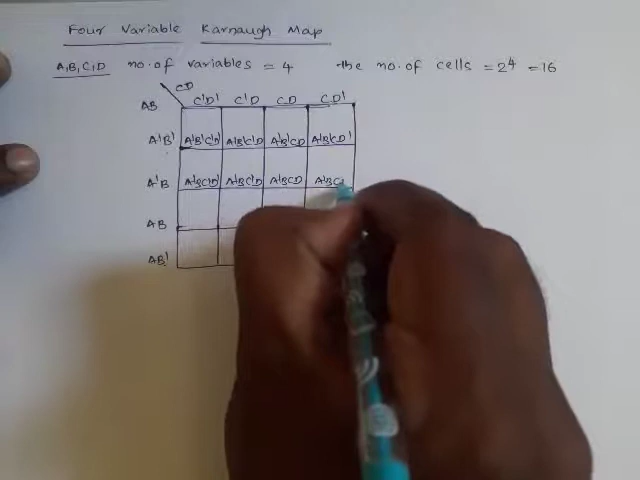 Four Variable Karnaugh Map
A,B,C,D no. of variables = 4 the no. of cells = 2⁴ = 16
CD
AB C'D' C'D CD CD'
A'B' A'B'C'D' A'B'C'D A'B'CD A'B'CD'
A'B A'BC'D' A'BC'D A'BCD A'BC
AB
AB'